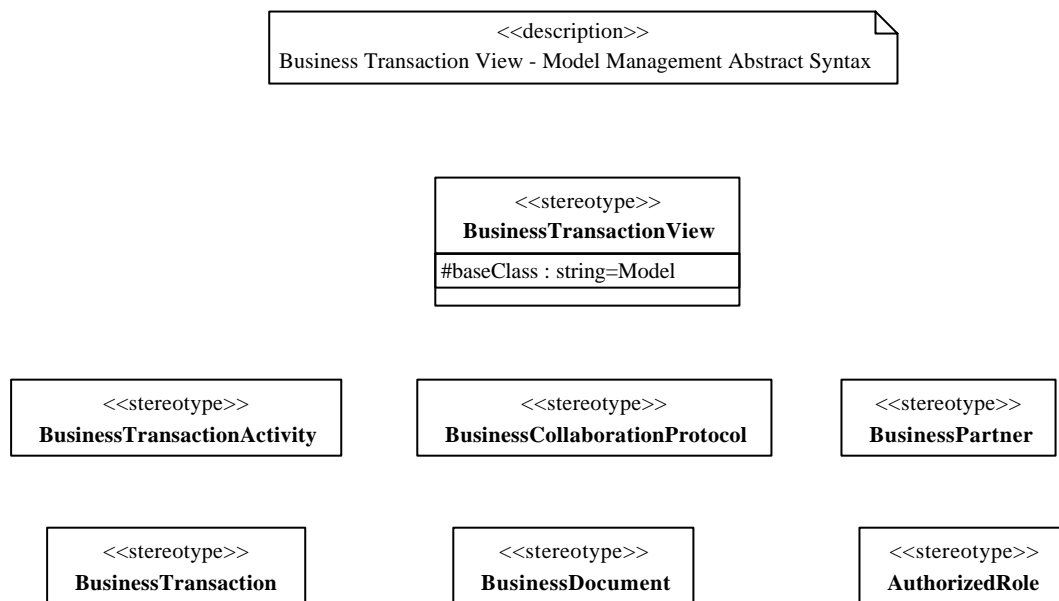 <<description>>
Business Transaction View - Model Management Abstract Syntax
<<stereotype>>
BusinessTransactionView
#baseClass : string=Model
<<stereotype>>
BusinessTransactionActivity
<<stereotype>>
BusinessCollaborationProtocol
<<stereotype>>
BusinessPartner
<<stereotype>>
BusinessTransaction
<<stereotype>>
BusinessDocument
<<stereotype>>
AuthorizedRole